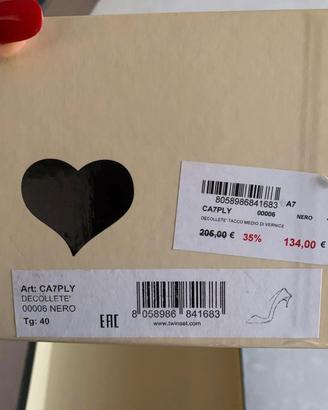 8058986841683 A7
CA7PLY 00006 NERO
DECOLLETE' TACCO MEDIO DI VERNICE
205,00 € 35% 134,00 €
Art: CA7PLY
DECOLLETE'
00006 NERO
Tg: 40
EAC
8 058986 841683
www.twinset.com